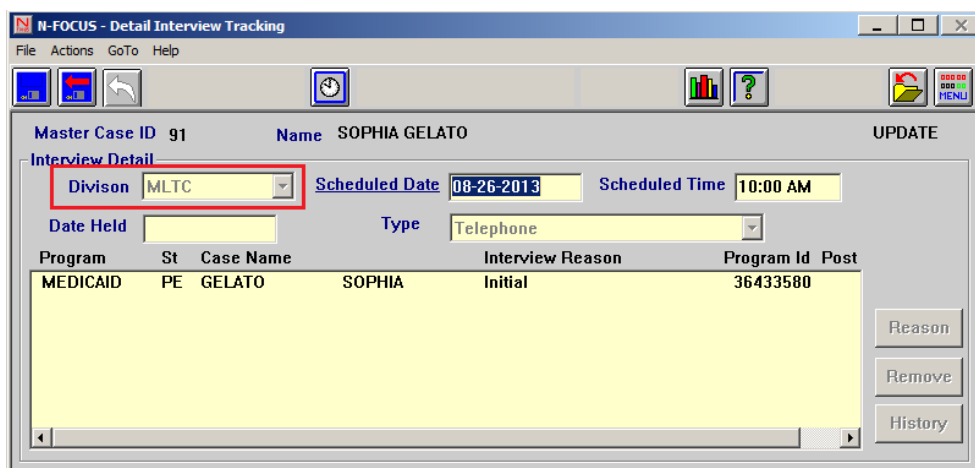 N-FOCUS - Detail Interview Tracking
File Actions GoTo Help
MENU
Master Case ID 91 Name SOPHIA GELATO UPDATE
Interview Detail
Divison MLTC Scheduled Date 08-26-2013 Scheduled Time 10:00 AM
Date Held Type Telephone
Program St Case Name Interview Reason Program Id Post
MEDICAID PE GELATO SOPHIA Initial 36433580
Reason
Remove
History